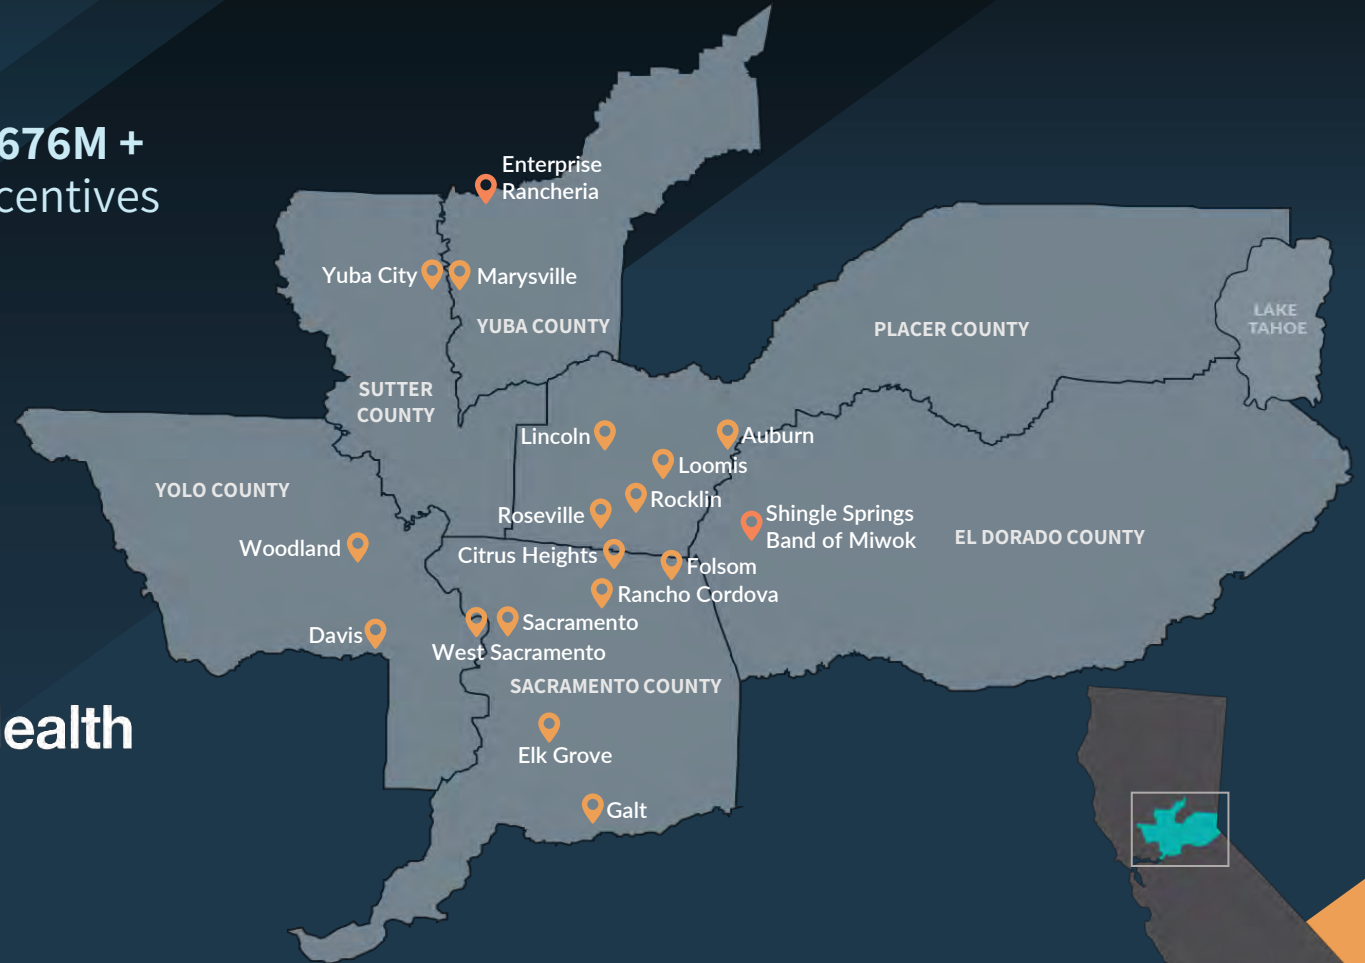 676M +
centives
Enterprise
Rancheria
Yuba City
Marysville
YUBA COUNTY
PLACER COUNTY
LAKE
TAHOE
SUTTER
COUNTY
Lincoln
Auburn
Loomis
YOLO COUNTY
Rocklin
Roseville
Shingle Springs
Band of Miwok
EL DORADO COUNTY
Woodland
Citrus Heights
Folsom
Rancho Cordova
Davis
Sacramento
West Sacramento
SACRAMENTO COUNTY
ealth
Elk Grove
Galt